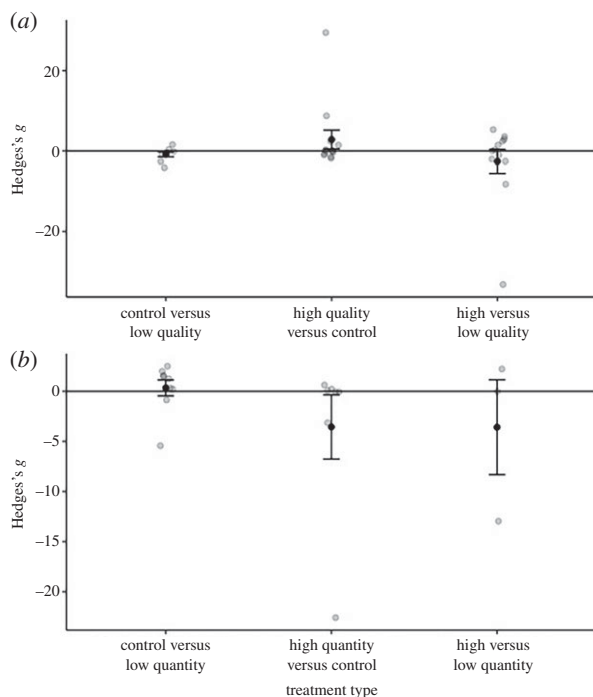 (a)
20
0
−20
Hedges's g
control versus
low quality
high quality
versus control
high versus
low quality
(b)
0
−5
−10
−15
−20
Hedges's g
control versus
low quantity
high quantity
versus control
high versus
low quantity
treatment type